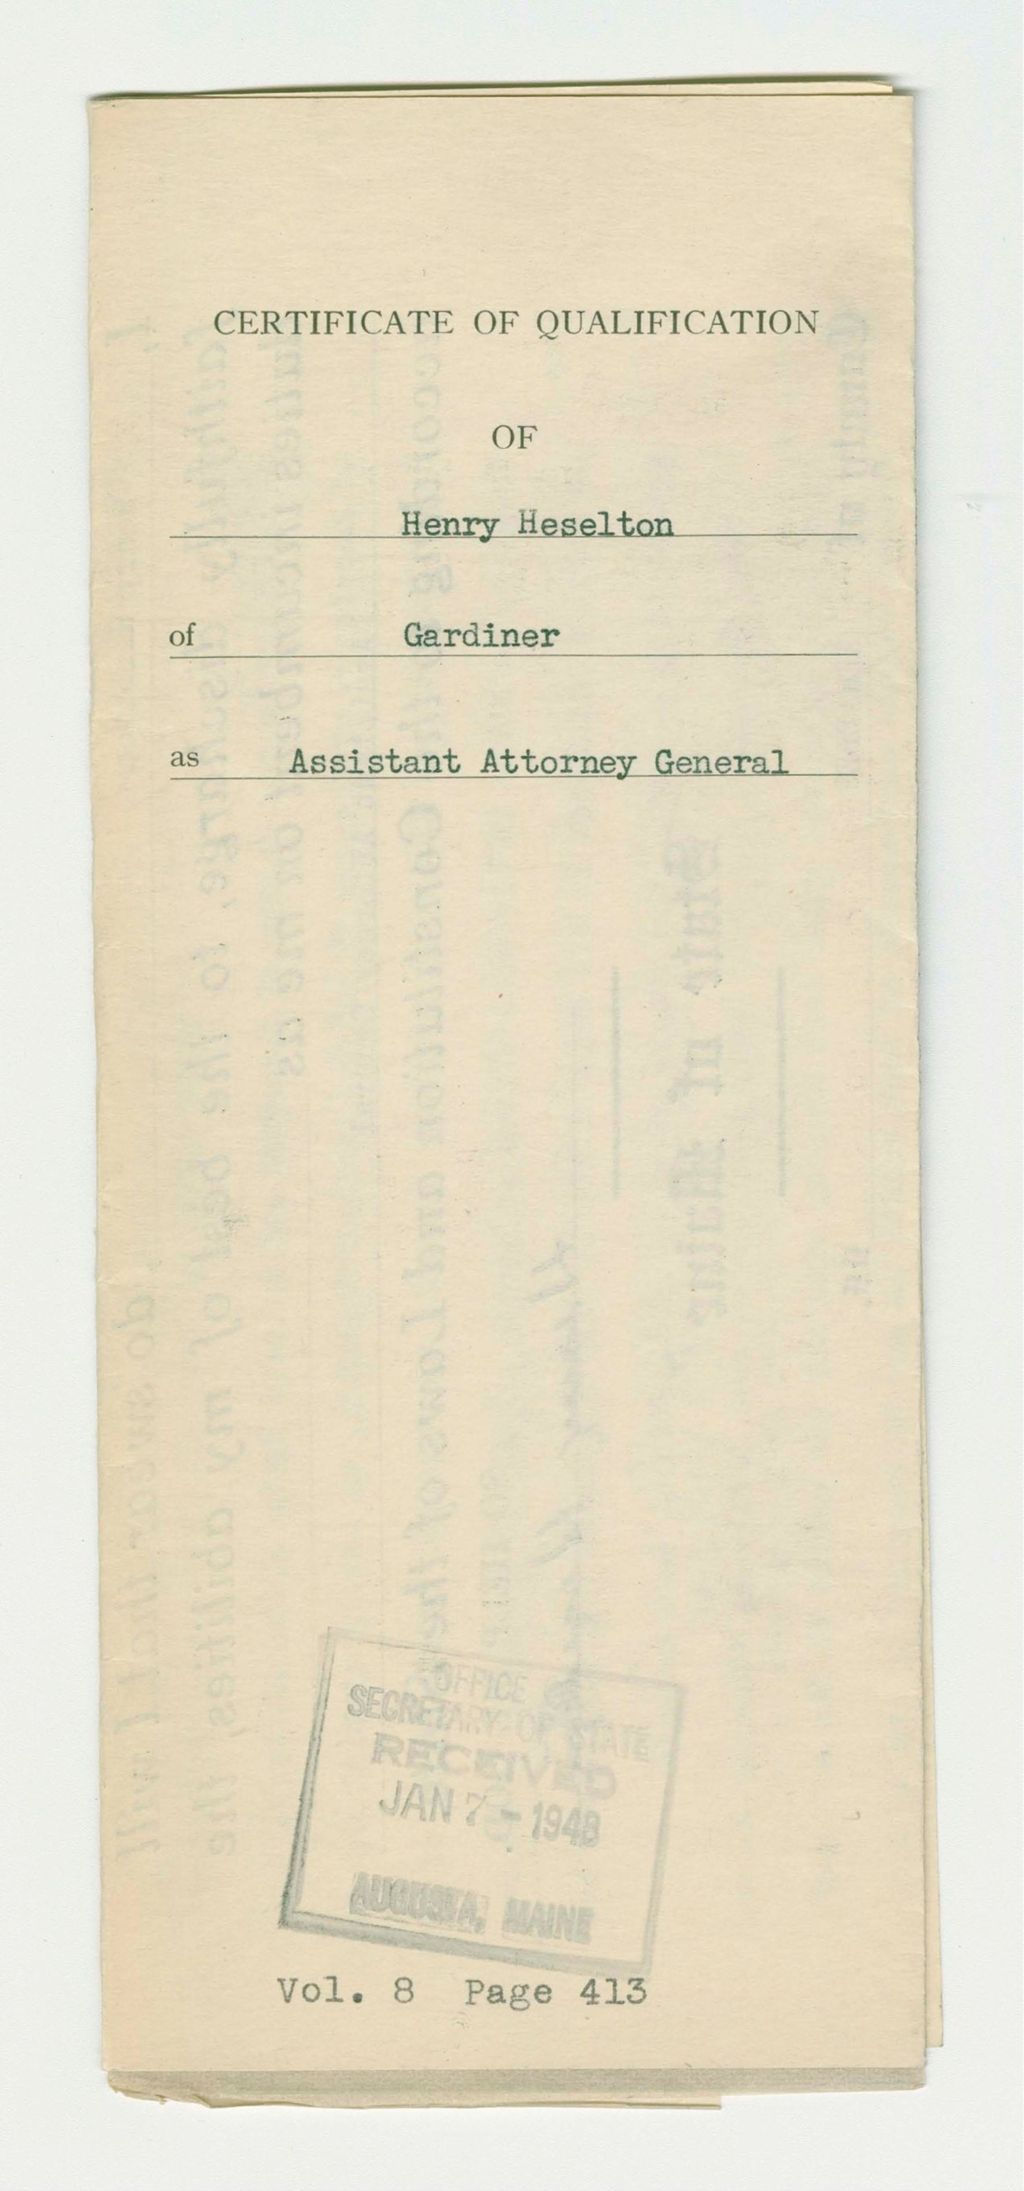 CERTIFICATE OF QUALIFICATION
OF
Henry Heselton
of Gardiner
as Assistant Attorney General
OFFICE
SECRETARY OF STATE
RECEIVED
JAN 7 - 1948
AUGUSTA, MAINE
Vol. 8 Page 413